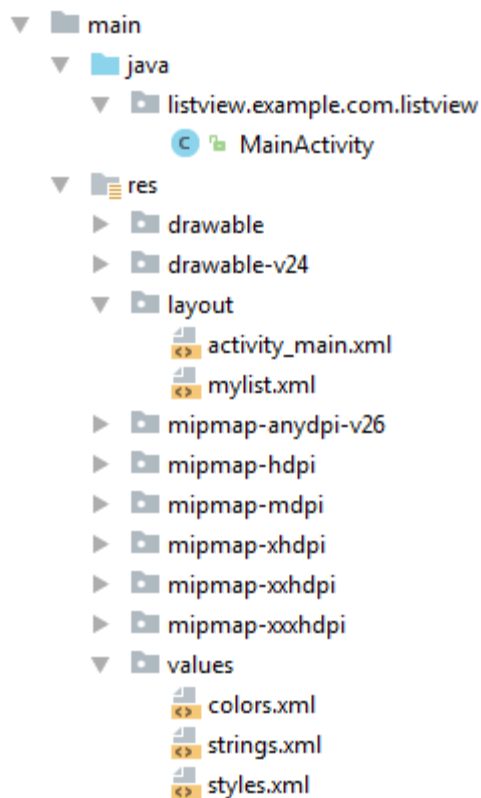 main
java
listview.example.com.listview
C MainActivity
res
drawable
drawable-v24
layout
activity_main.xml
mylist.xml
mipmap-anydpi-v26
mipmap-hdpi
mipmap-mdpi
mipmap-xhdpi
mipmap-xxhdpi
mipmap-xxxhdpi
values
colors.xml
strings.xml
styles.xml